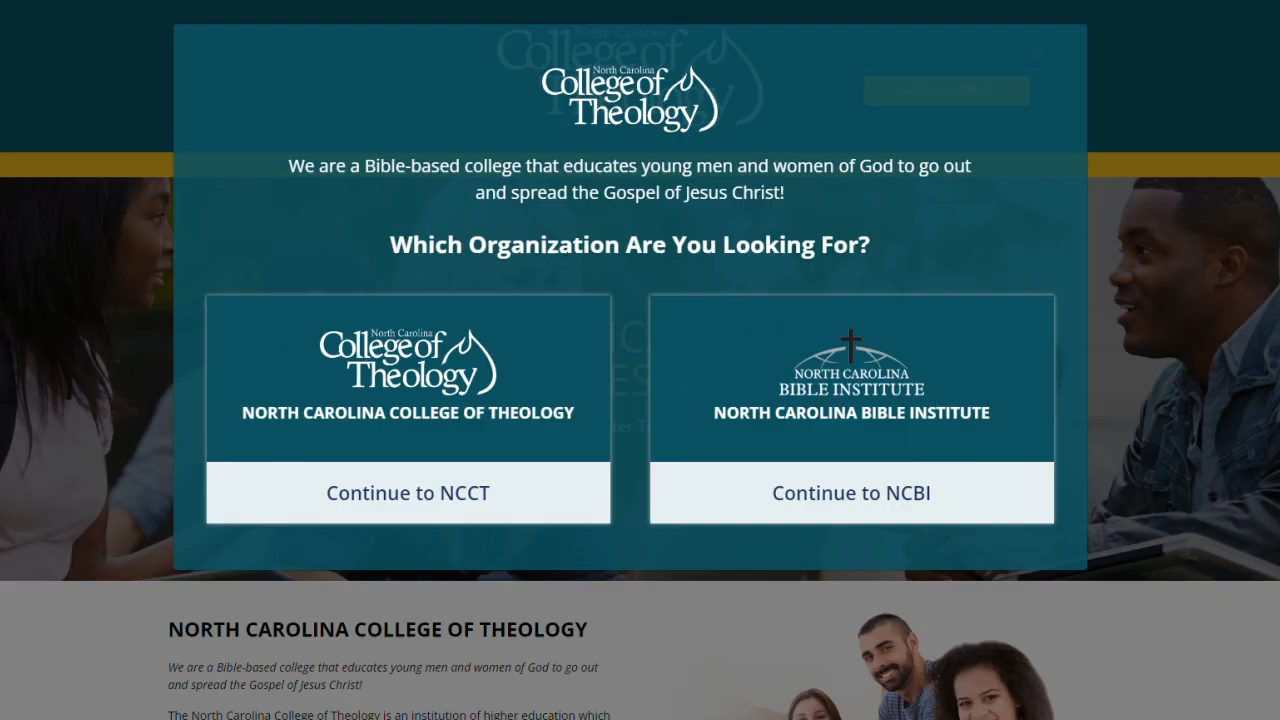 North Carolina
College of
Theology
We are a Bible-based college that educates young men and women of God to go out
and spread the Gospel of Jesus Christ!
Which Organization Are You Looking For?
North Carolina
College of
Theology
NORTH CAROLINA COLLEGE OF THEOLOGY
Continue to NCCT
NORTH CAROLINA
BIBLE INSTITUTE
NORTH CAROLINA BIBLE INSTITUTE
Continue to NCBI
NORTH CAROLINA COLLEGE OF THEOLOGY
We are a Bible-based college that educates young men and women of God to go out
and spread the Gospel of Jesus Christ!
The North Carolina College of Theology is an institution of higher education which